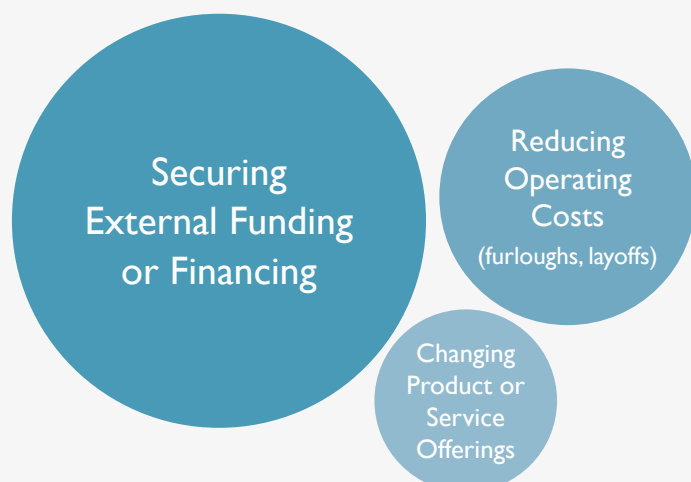 Securing
External Funding
or Financing
Reducing
Operating
Costs
(furloughs, layoffs)
Changing
Product or
Service
Offerings